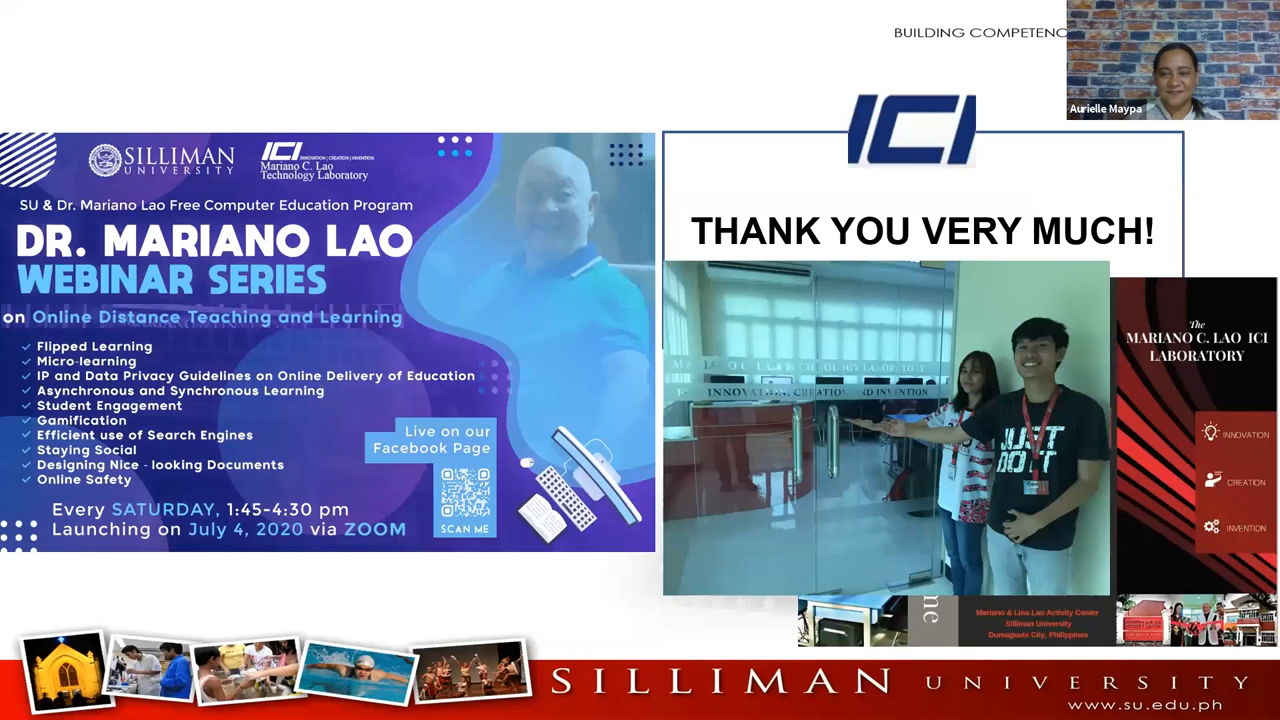 BUILDING COMPETENC
Aurielle Maypa
ICI
SILLIMAN
UNIVERSITY
ICI INNOVATION | CREATION | INVENTION
Mariano C. Lao
Technology Laboratory
SU & Dr. Mariano Lao Free Computer Education Program
DR. MARIANO LAO
WEBINAR SERIES
on Online Distance Teaching and Learning
Flipped Learning
Micro-learning
IP and Data Privacy Guidelines on Online Delivery of Education
Asynchronous and Synchronous Learning
Student Engagement
Gamification
Efficient use of Search Engines
Staying Social
Designing Nice - looking Documents
Online Safety
Live on our
Facebook Page
SCAN ME
Every SATURDAY, 1:45-4:30 pm
Launching on July 4, 2020 via ZOOM
THANK YOU VERY MUCH!
MARIANO C. LAO TECHNOLOGY LABORATORY
INNOVATION, CREATION AND INVENTION
JUST
DO IT
The
MARIANO C. LAO ICI
LABORATORY
INNOVATION
CREATION
INVENTION
me
Mariano & Lina Lao Activity Center
Silliman University
Dumaguete City, Philippines
SILLIMAN UNIVERSITY
www.su.edu.ph